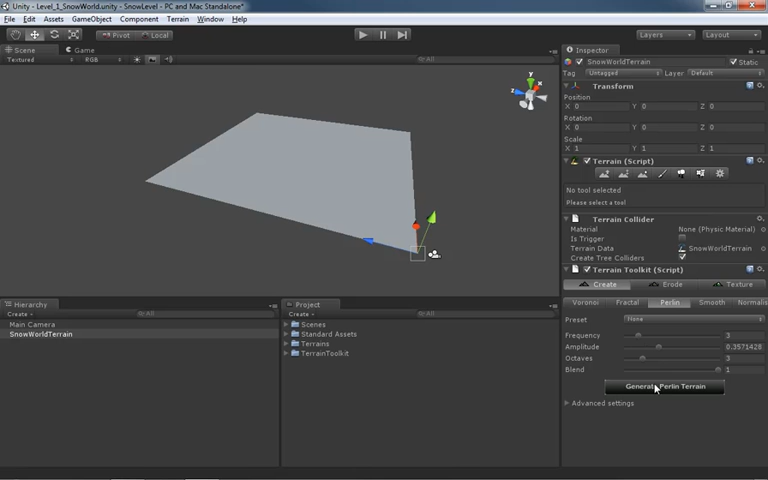 Unity - Level_1_SnowWorld.unity - SnowLevel - PC and Mac Standalone*
File Edit Assets GameObject Component Terrain Window Help
Pivot Local Layers Layout
Scene Game
Textured RGB All
y
x
z
Inspector
SnowWorldTerrain Static
Tag Untagged Layer Default
Transform
Position
X 0 Y 0 Z 0
Rotation
X 0 Y 0 Z 0
Scale
X 1 Y 1 Z 1
Terrain (Script)
No tool selected
Please select a tool
Terrain Collider
Material None (Physic Material)
Is Trigger
Terrain Data SnowWorldTerrain
Create Tree Colliders
Terrain Toolkit (Script)
Create Erode Texture
Voronoi Fractal Perlin Smooth Normalis
Preset None
Frequency 3
Amplitude 0.3571428
Octaves 3
Blend 1
Generate Perlin Terrain
Advanced settings
Hierarchy
Create All
Main Camera
SnowWorldTerrain
Project
Create All
Scenes
Standard Assets
Terrains
TerrainToolkit